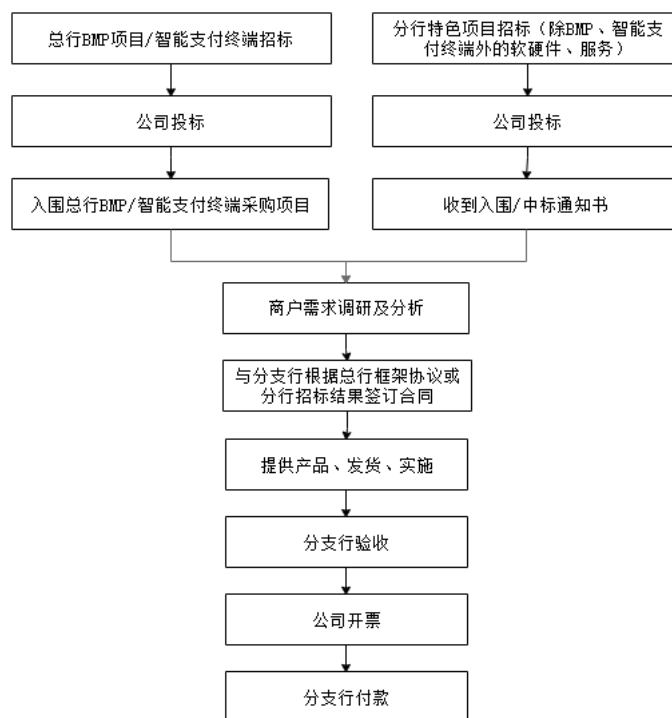 总行BMP项目/智能支付终端招标
分行特色项目招标（除BMP、智能支
付终端外的软硬件、服务）
公司投标
公司投标
入围总行BMP/智能支付终端采购项目
收到入围/中标通知书
商户需求调研及分析
与分支行根据总行框架协议或
分行招标结果签订合同
提供产品、发货、实施
分支行验收
公司开票
分支行付款